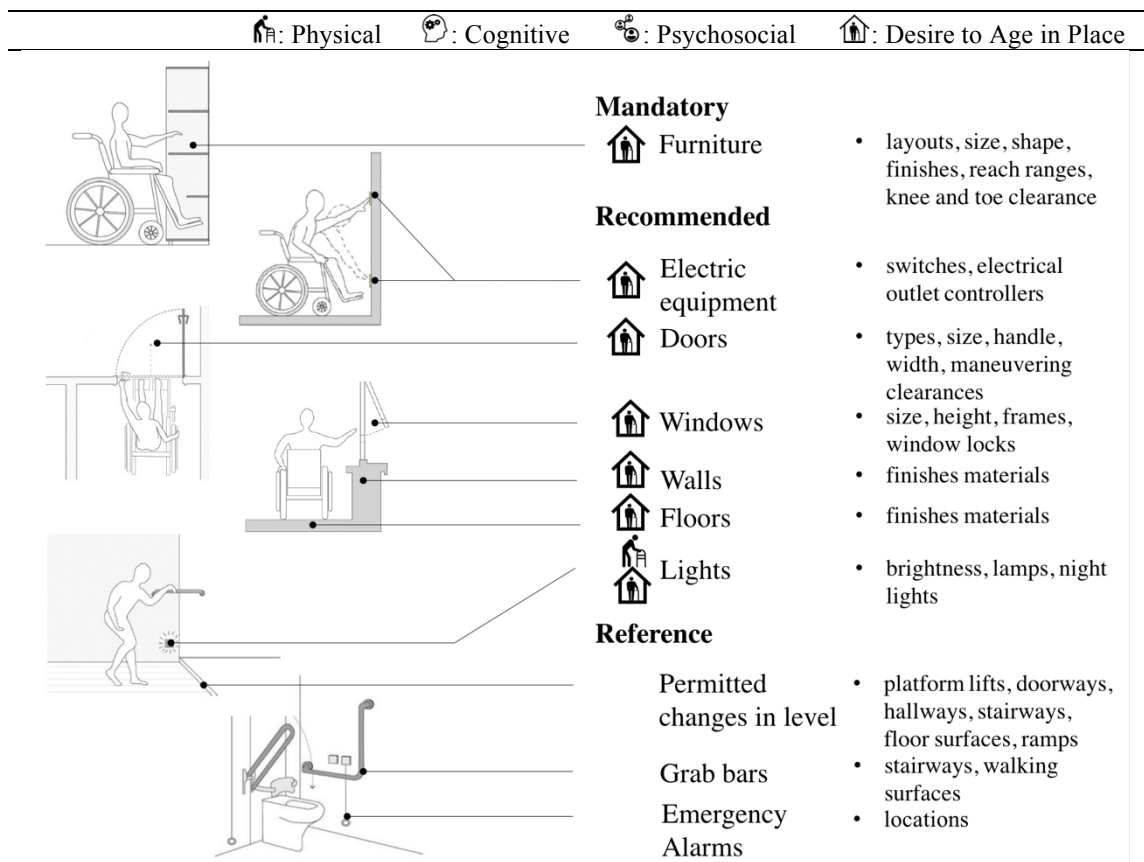 : Physical : Cognitive : Psychosocial : Desire to Age in Place
Mandatory
Furniture
• layouts, size, shape,
finishes, reach ranges,
knee and toe clearance
Recommended
Electric
equipment
• switches, electrical
outlet controllers
Doors
• types, size, handle,
width, maneuvering
clearances
Windows
• size, height, frames,
window locks
Walls
• finishes materials
Floors
• finishes materials
Lights
• brightness, lamps, night
lights
Reference
Permitted
changes in level
• platform lifts, doorways,
hallways, stairways,
floor surfaces, ramps
Grab bars
• stairways, walking
surfaces
Emergency
Alarms
• locations